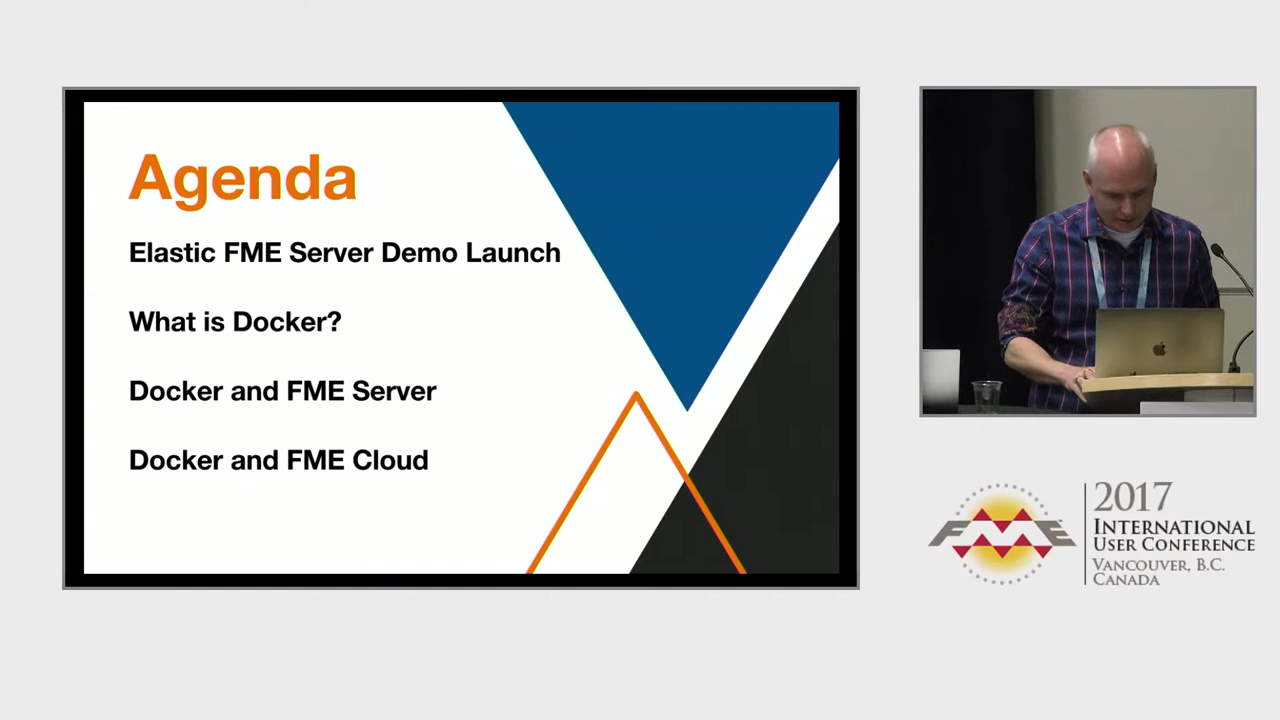 Agenda
Elastic FME Server Demo Launch
What is Docker?
Docker and FME Server
Docker and FME Cloud
FME
2017
INTERNATIONAL
USER CONFERENCE
VANCOUVER, B.C.
CANADA